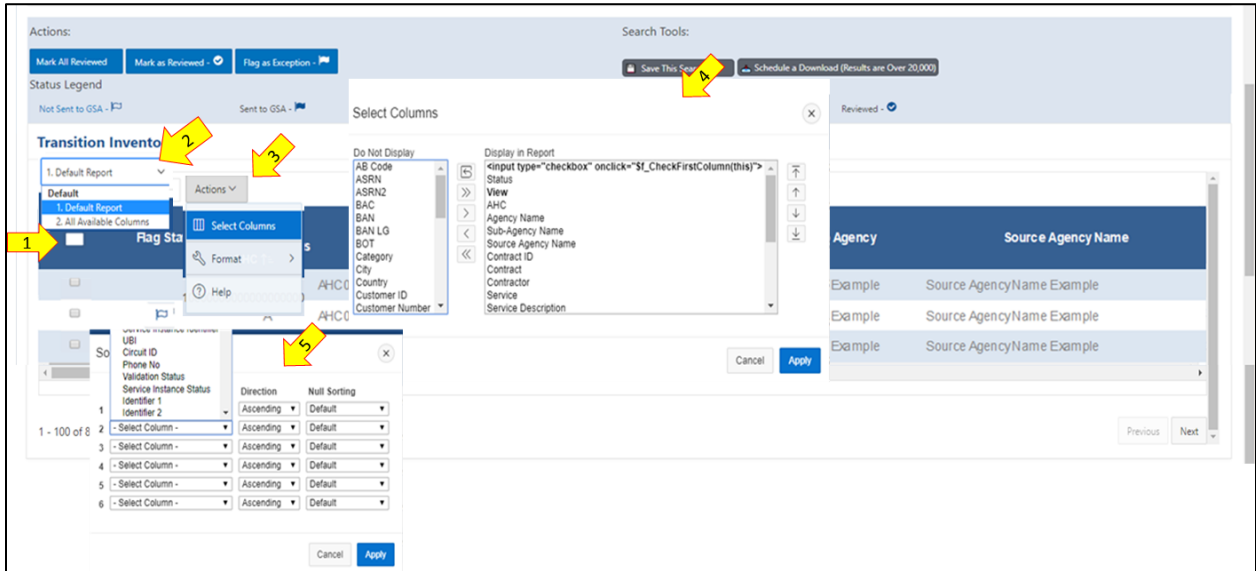 Actions:
Search Tools:
Mark All Reviewed
Mark as Reviewed -
Flag as Exception -
Save This Sear
Schedule a Download (Results are Over 20,000)
4
Status Legend
Not Sent to GSA -
Sent to GSA -
Reviewed -
Select Columns
Transition Invento
2
3
1. Default Report
Default
1. Default Report
2. All Available Columns
Actions
Select Columns
Format
Help
Do Not Display
AB Code
ASRN
ASRN2
BAC
BAN
BAN LG
BOT
Category
City
Country
Customer ID
Customer Number
Display in Report
<input type="checkbox" onclick="$f_CheckFirstColumn(this)">
Status
View
AHC
Agency Name
Sub-Agency Name
Source Agency Name
Contract ID
Contract
Contractor
Service
Service Description
Cancel
Apply
1
Flag Sta
s
Agency
Source Agency Name
AHC0
Example
Source AgencyName Example
A
AHC0
Example
Source AgencyName Example
Example
Source AgencyName Example
5
So
Service Instance Identifier
UBI
Circuit ID
Phone No
Validation Status
Service Instance Status
Identifier 1
Identifier 2
Direction
Null Sorting
1
Ascending
Default
2
- Select Column -
Ascending
Default
3
- Select Column -
Ascending
Default
4
- Select Column -
Ascending
Default
5
- Select Column -
Ascending
Default
6
- Select Column -
Ascending
Default
Cancel
Apply
1 - 100 of 8
Previous
Next